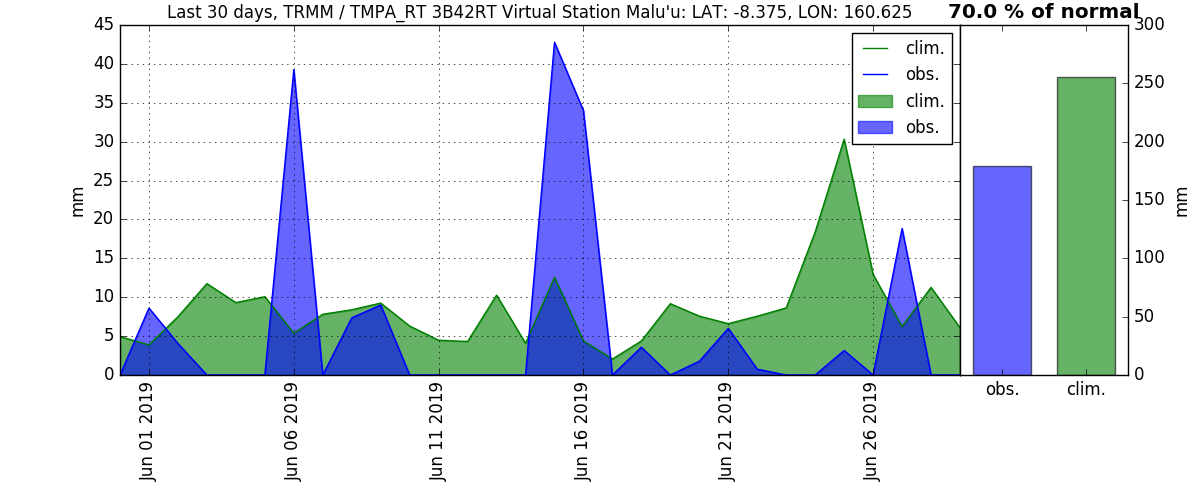 Last 30 days, TRMM / TMPA_RT 3B42RT Virtual Station Malu'u: LAT: -8.375, LON: 160.625
70.0 % of normal
45
40
35
30
25
20
15
10
5
0
mm
clim.
obs.
clim.
obs.
Jun 01 2019
Jun 06 2019
Jun 11 2019
Jun 16 2019
Jun 21 2019
Jun 26 2019
300
250
200
150
100
50
0
mm
obs.
clim.